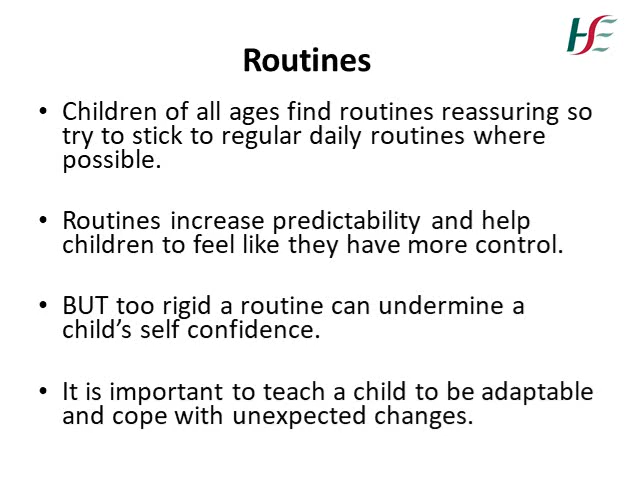 HSE
Routines
• Children of all ages find routines reassuring so
try to stick to regular daily routines where
possible.
• Routines increase predictability and help
children to feel like they have more control.
• BUT too rigid a routine can undermine a
child’s self confidence.
• It is important to teach a child to be adaptable
and cope with unexpected changes.